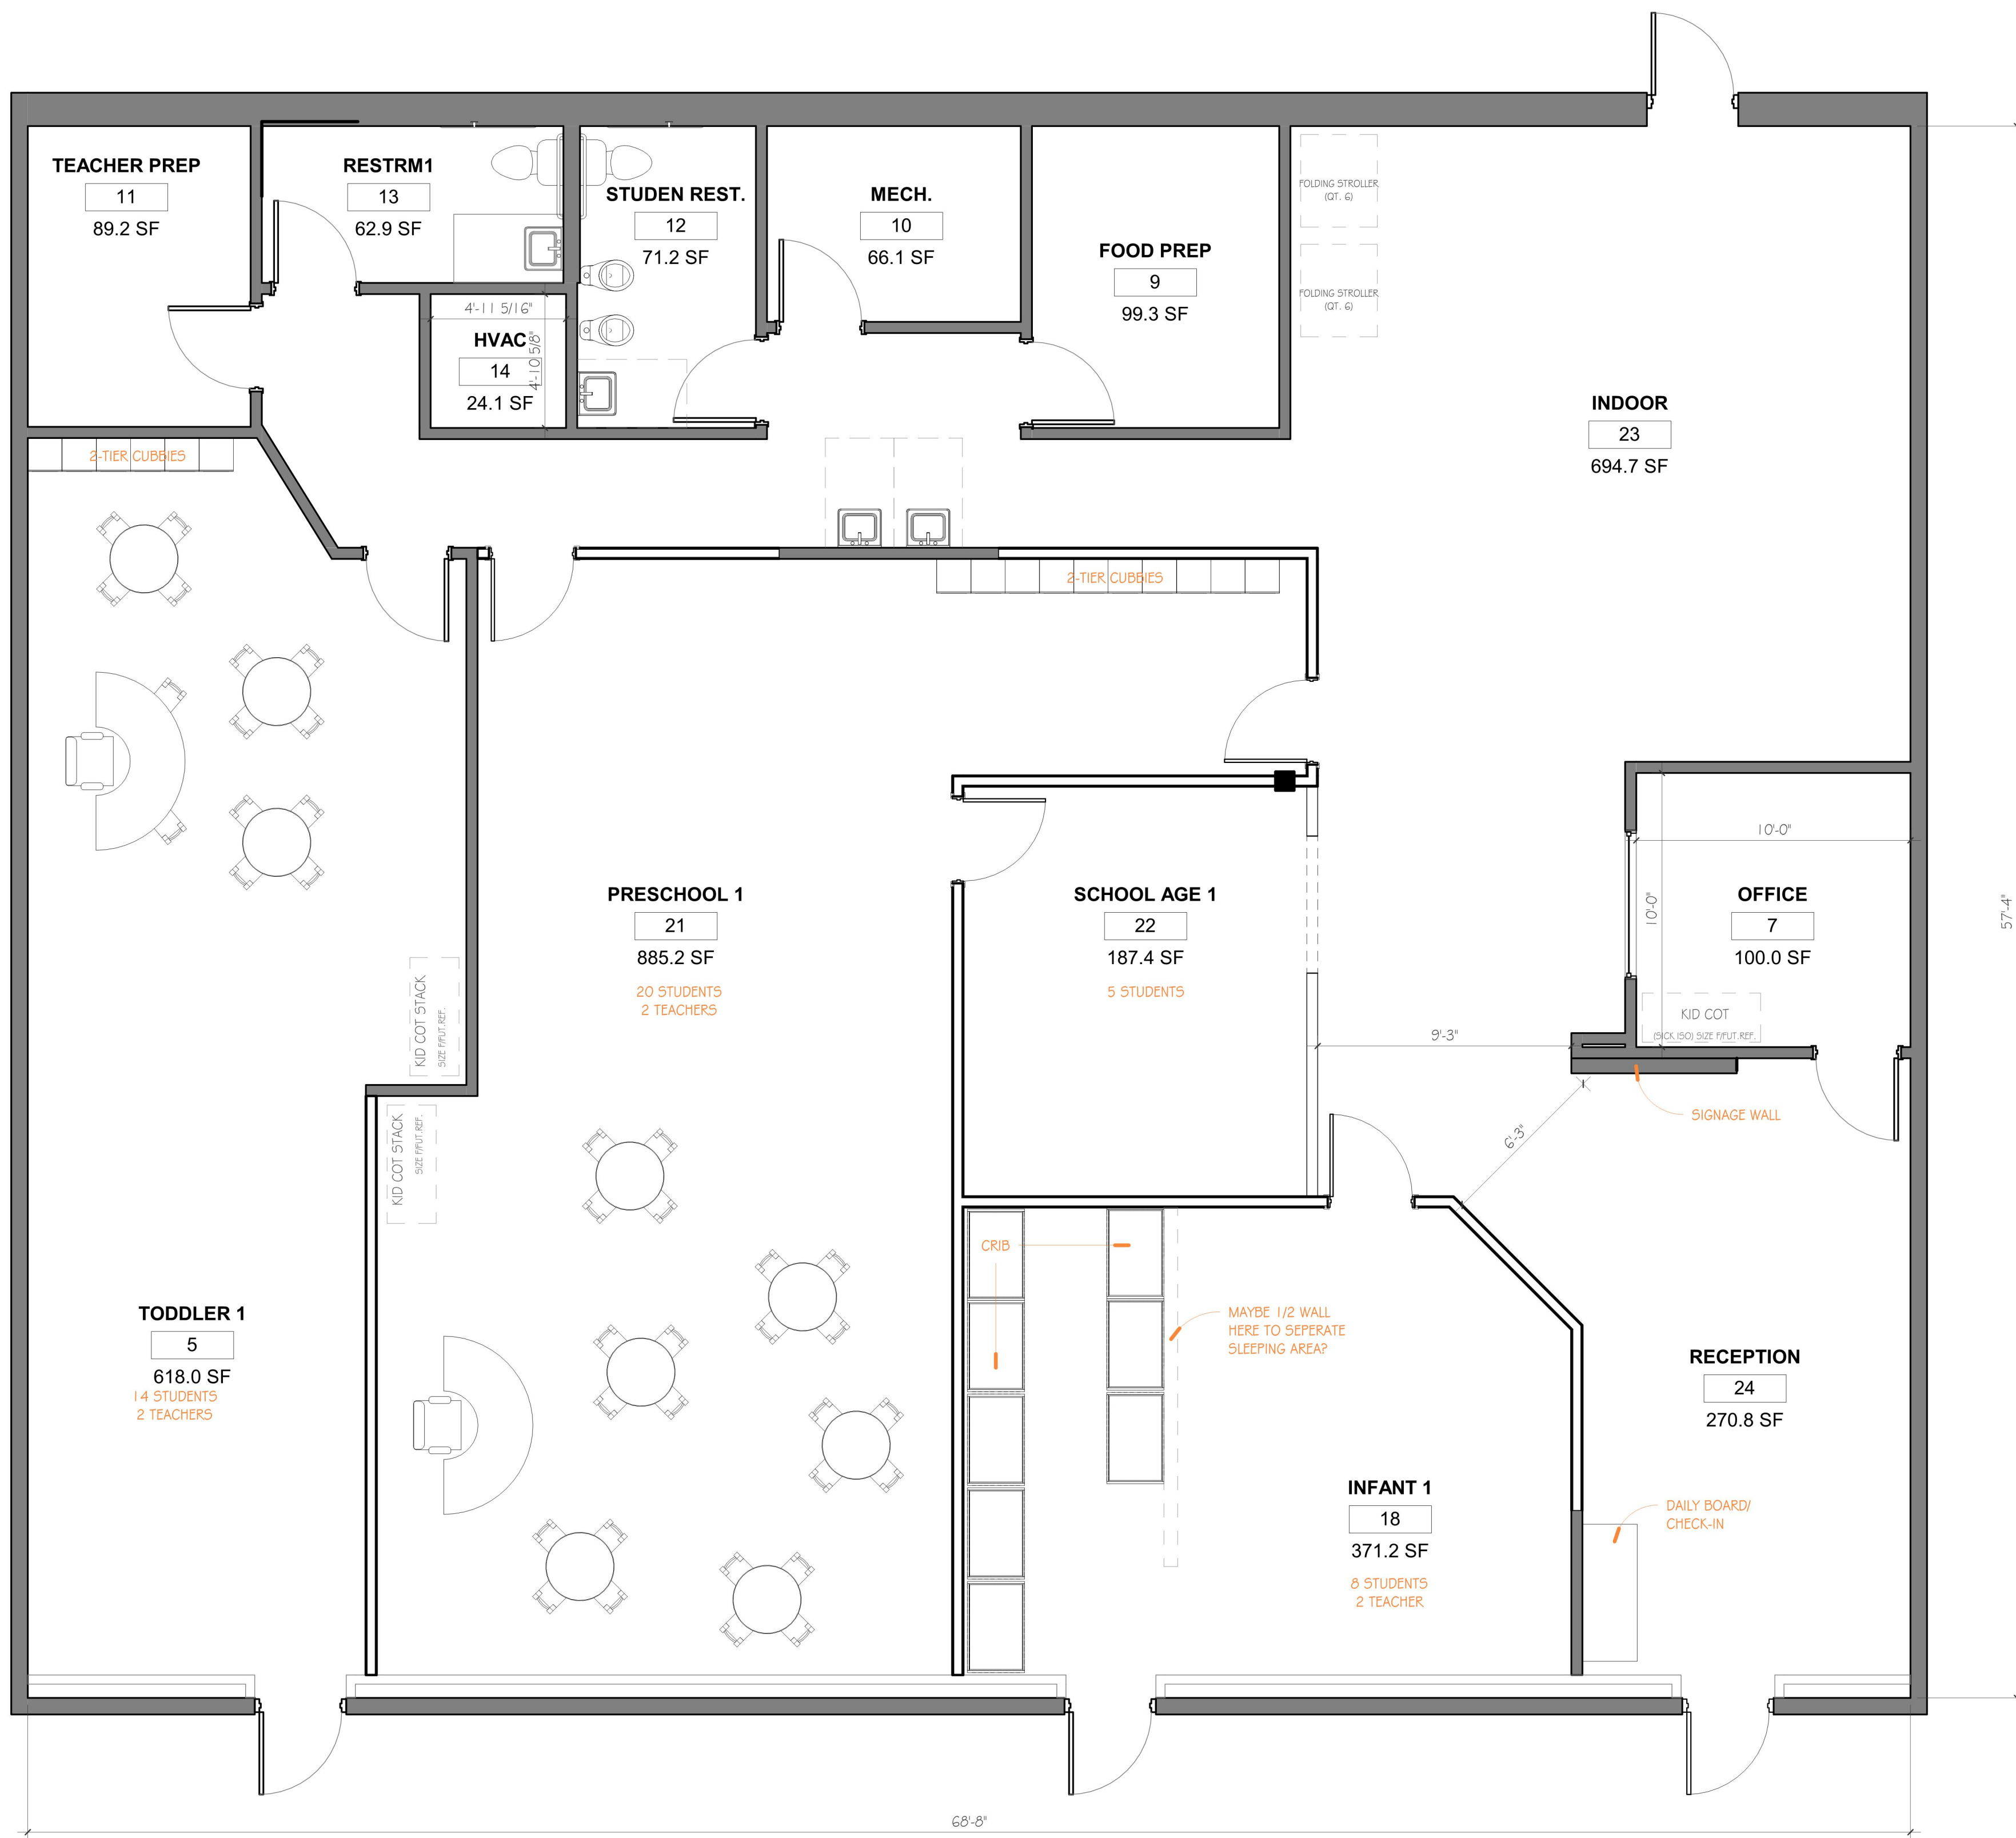 TEACHER PREP
11
89.2 SF
RESTRM1
13
62.9 SF
STUDEN REST.
12
71.2 SF
MECH.
10
66.1 SF
FOOD PREP
9
99.3 SF
FOLDING STROLLER
(QT. 6)
FOLDING STROLLER
(QT. 6)
4'-11 5/16"
HVAC
14
24.1 SF
4'-10 5/8"
INDOOR
23
694.7 SF
2-TIER CUBBIES
2-TIER CUBBIES
10'-0"
10'-0"
OFFICE
7
100.0 SF
KID COT
(SICK ISO) SIZE F/FUT.REF.
57'-4"
PRESCHOOL 1
21
885.2 SF
20 STUDENTS
2 TEACHERS
SCHOOL AGE 1
22
187.4 SF
5 STUDENTS
KID COT STACK
SIZE F/FUT.REF.
9'-3"
SIGNAGE WALL
6'-3"
KID COT STACK
SIZE F/FUT.REF.
CRIB
MAYBE 1/2 WALL
HERE TO SEPERATE
SLEEPING AREA?
TODDLER 1
5
618.0 SF
14 STUDENTS
2 TEACHERS
RECEPTION
24
270.8 SF
INFANT 1
18
371.2 SF
8 STUDENTS
2 TEACHER
DAILY BOARD/
CHECK-IN
68'-8"